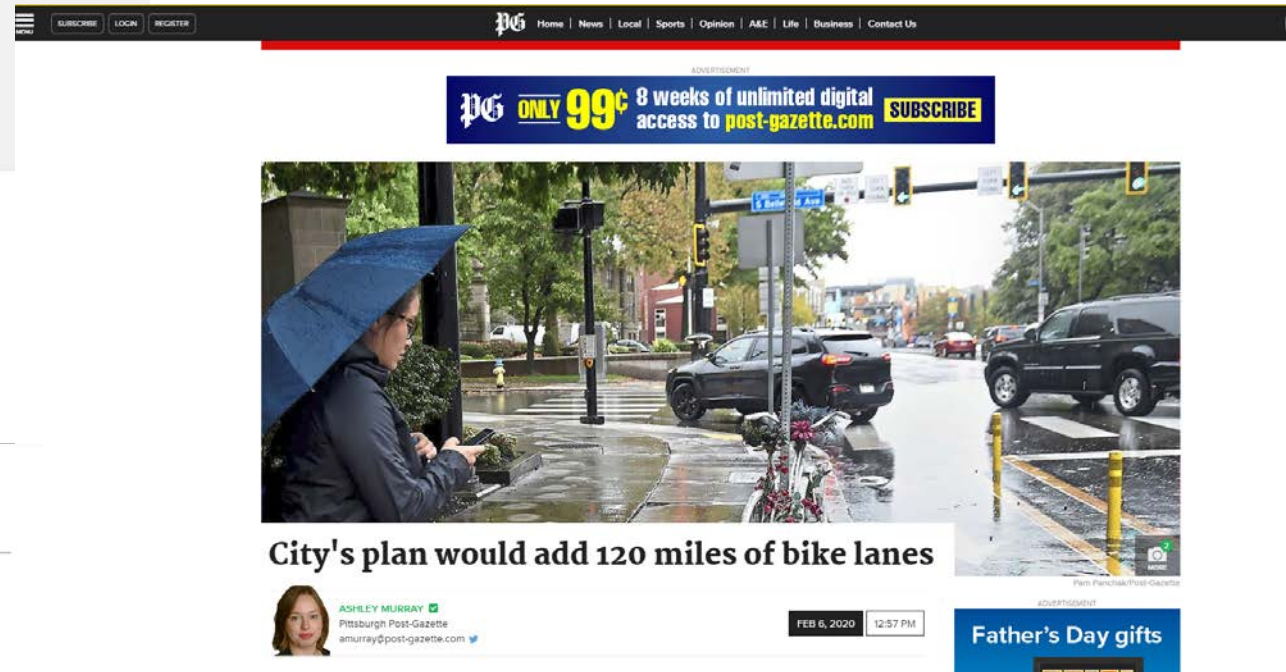 MENU
SUBSCRIBE
LOGIN
REGISTER
PG Home | News | Local | Sports | Opinion | A&E | Life | Business | Contact Us
ADVERTISEMENT
PG ONLY 99¢ 8 weeks of unlimited digital
access to post-gazette.com SUBSCRIBE
City's plan would add 120 miles of bike lanes
2
MORE
Pam Panchak/Post-Gazette
ASHLEY MURRAY
Pittsburgh Post-Gazette
amurray@post-gazette.com
FEB 6, 2020
12:57 PM
ADVERTISEMENT
Father's Day gifts